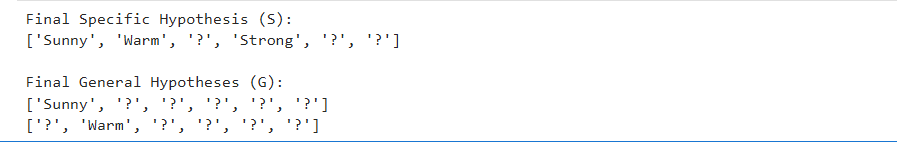 Final Specific Hypothesis (S):
['Sunny', 'Warm', '?', 'Strong', '?', '?']
Final General Hypotheses (G):
['Sunny', '?', '?', '?', '?', '?']
['?', 'Warm', '?', '?', '?', '?']